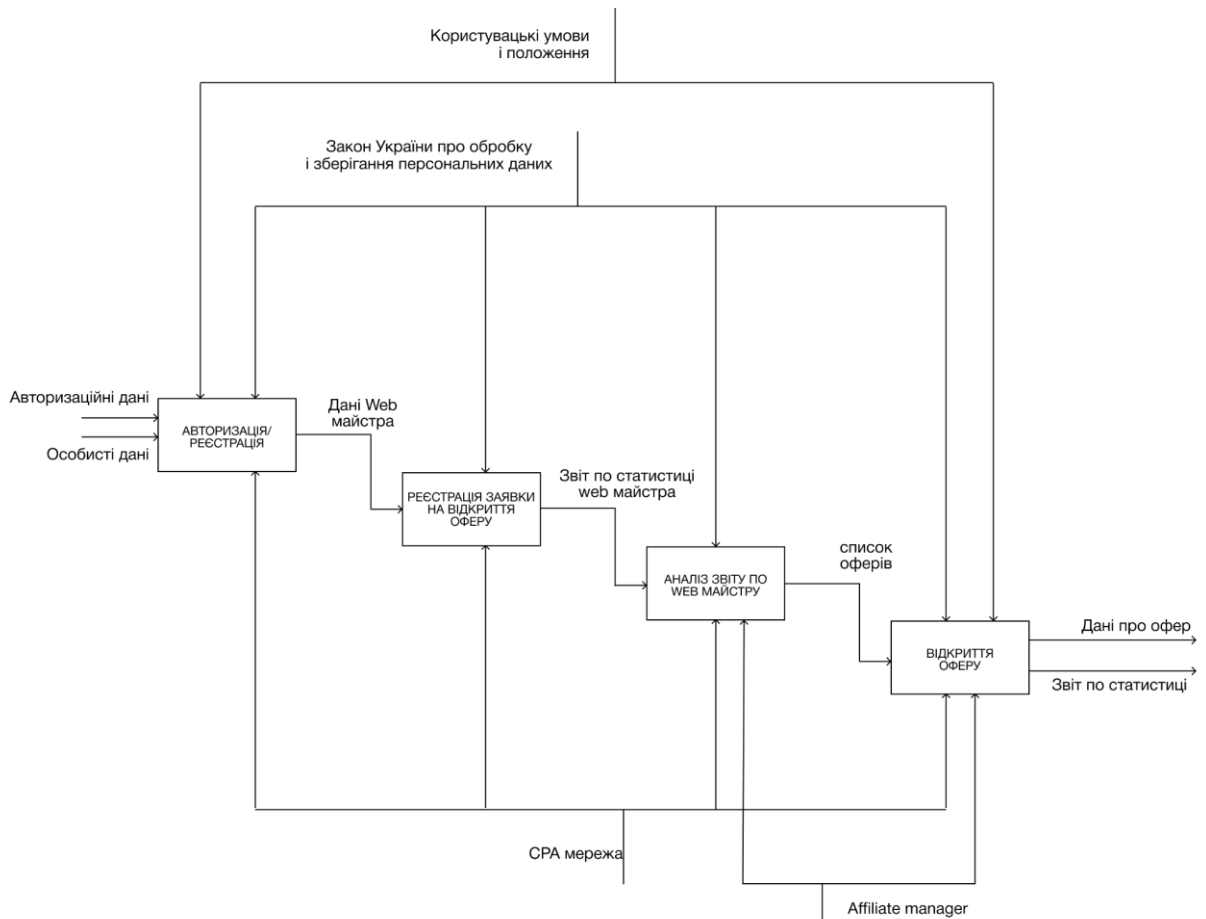 Користувацькі умови
і положення
Закон України про обробку
і зберігання персональних даних
Авторизаційні дані
Особисті дані
АВТОРИЗАЦІЯ/
РЕЄСТРАЦІЯ
Дані Web
майстра
РЕЄСТРАЦІЯ ЗАЯВКИ
НА ВІДКРИТТЯ
ОФЕРУ
Звіт по статистиці
web майстра
АНАЛІЗ ЗВІТУ ПО
WEB МАЙСТРУ
список
оферів
ВІДКРИТТЯ
ОФЕРУ
Дані про офер
Звіт по статистиці
CPA мережа
Affiliate manager